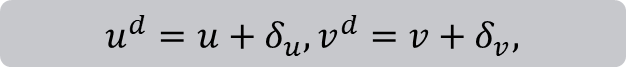 u^d = u + δ_u, v^d = v + δ_v,